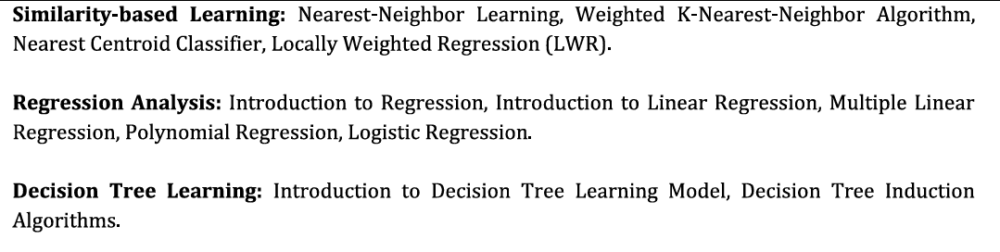 Similarity-based Learning: Nearest-Neighbor Learning, Weighted K-Nearest-Neighbor Algorithm,
Nearest Centroid Classifier, Locally Weighted Regression (LWR).
Regression Analysis: Introduction to Regression, Introduction to Linear Regression, Multiple Linear
Regression, Polynomial Regression, Logistic Regression.
Decision Tree Learning: Introduction to Decision Tree Learning Model, Decision Tree Induction
Algorithms.